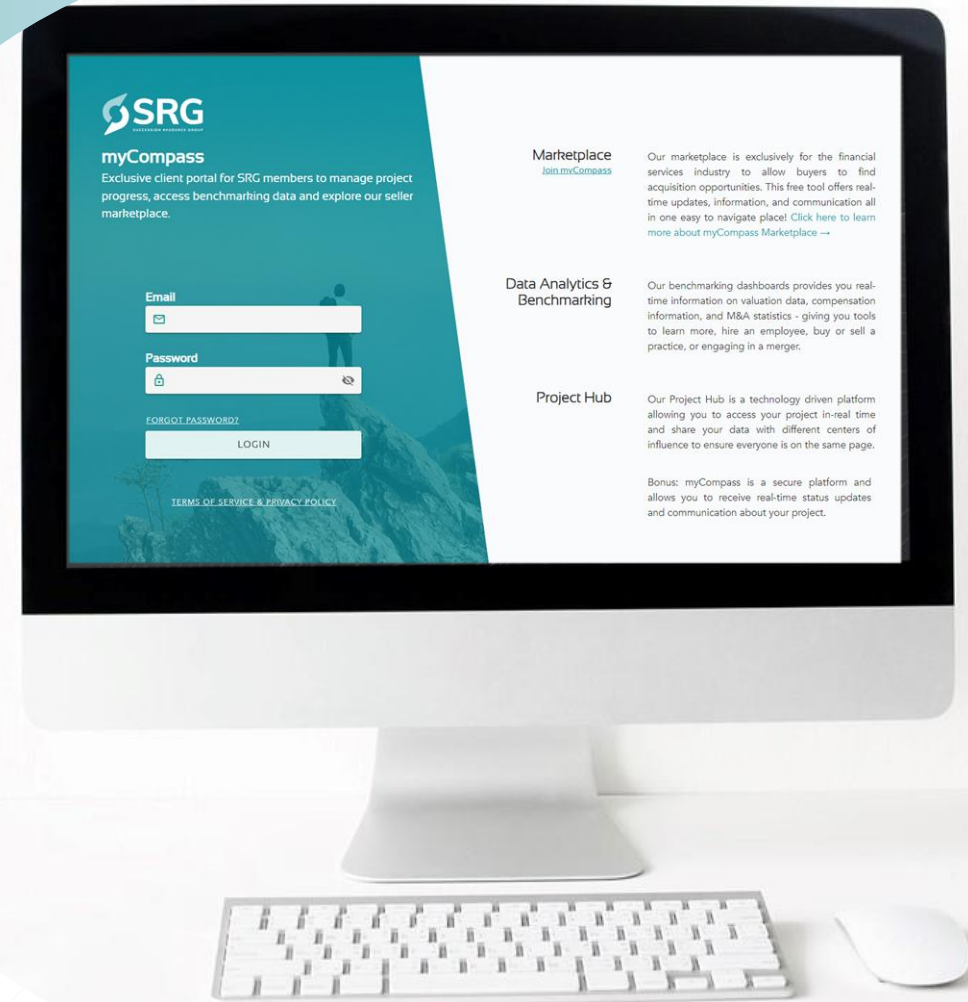 SRG
SUCCESSION RESOURCE GROUP
myCompass
Exclusive client portal for SRG members to manage project
progress, access benchmarking data and explore our seller
marketplace.
Email
Password
FORGOT PASSWORD?
LOGIN
TERMS OF SERVICE & PRIVACY POLICY
Marketplace
Join myCompass
Our marketplace is exclusively for the financial
services industry to allow buyers to find
acquisition opportunities. This free tool offers real-
time updates, information, and communication all
in one easy to navigate place! Click here to learn
more about myCompass Marketplace →
Data Analytics &
Benchmarking
Our benchmarking dashboards provides you real-
time information on valuation data, compensation
information, and M&A statistics - giving you tools
to learn more, hire an employee, buy or sell a
practice, or engaging in a merger.
Project Hub
Our Project Hub is a technology driven platform
allowing you to access your project in-real time
and share your data with different centers of
influence to ensure everyone is on the same page.
Bonus: myCompass is a secure platform and
allows you to receive real-time status updates
and communication about your project.